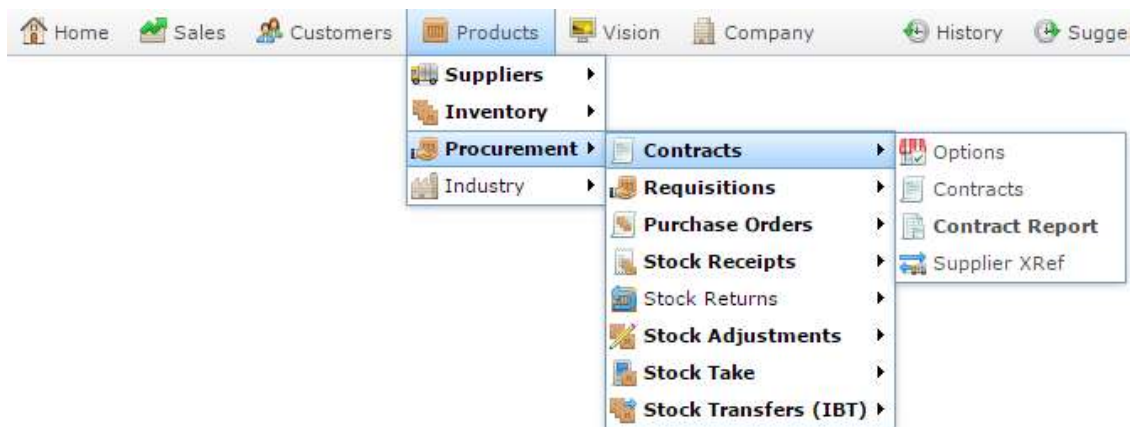 Home Sales Customers Products Vision Company History Sugge
Suppliers
Inventory
Procurement Contracts Options
Industry Requisitions Contracts
Purchase Orders Contract Report
Stock Receipts Supplier XRef
Stock Returns
Stock Adjustments
Stock Take
Stock Transfers (IBT)